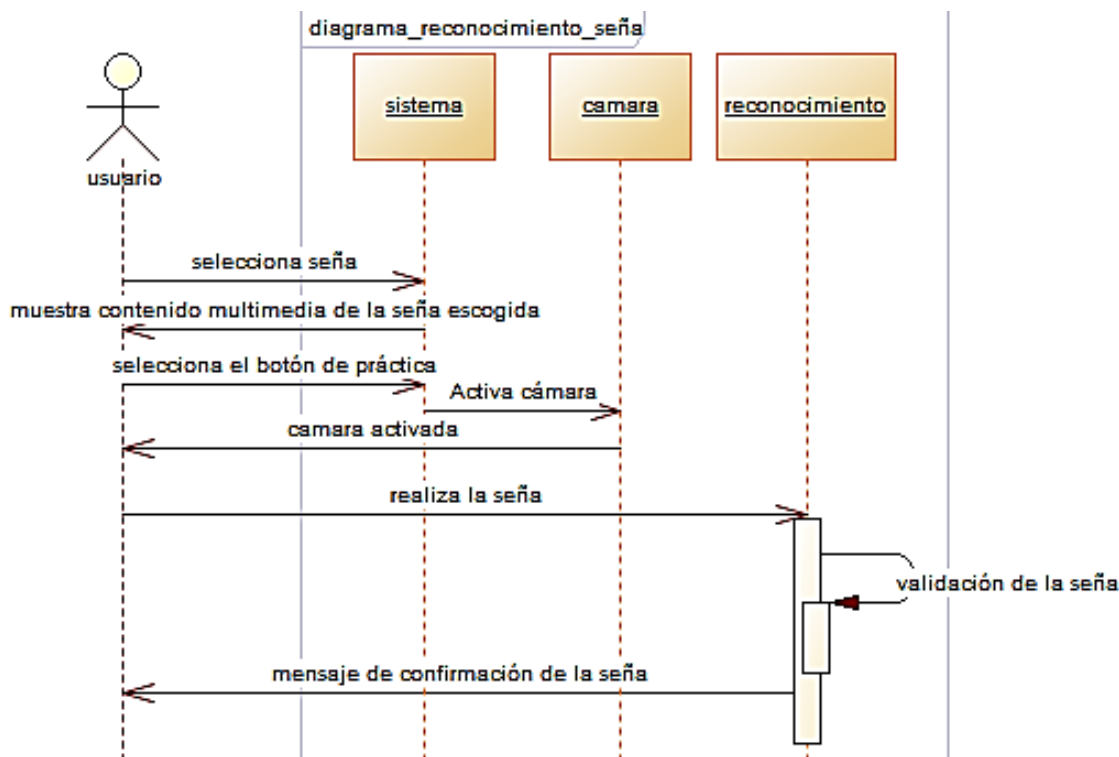 diagrama_reconocimiento_seña
sistema
camara
reconocimiento
usuario
selecciona seña
muestra contenido multimedia de la seña escogida
selecciona el botón de práctica
Activa cámara
camara activada
realiza la seña
validación de la seña
mensaje de confirmación de la seña